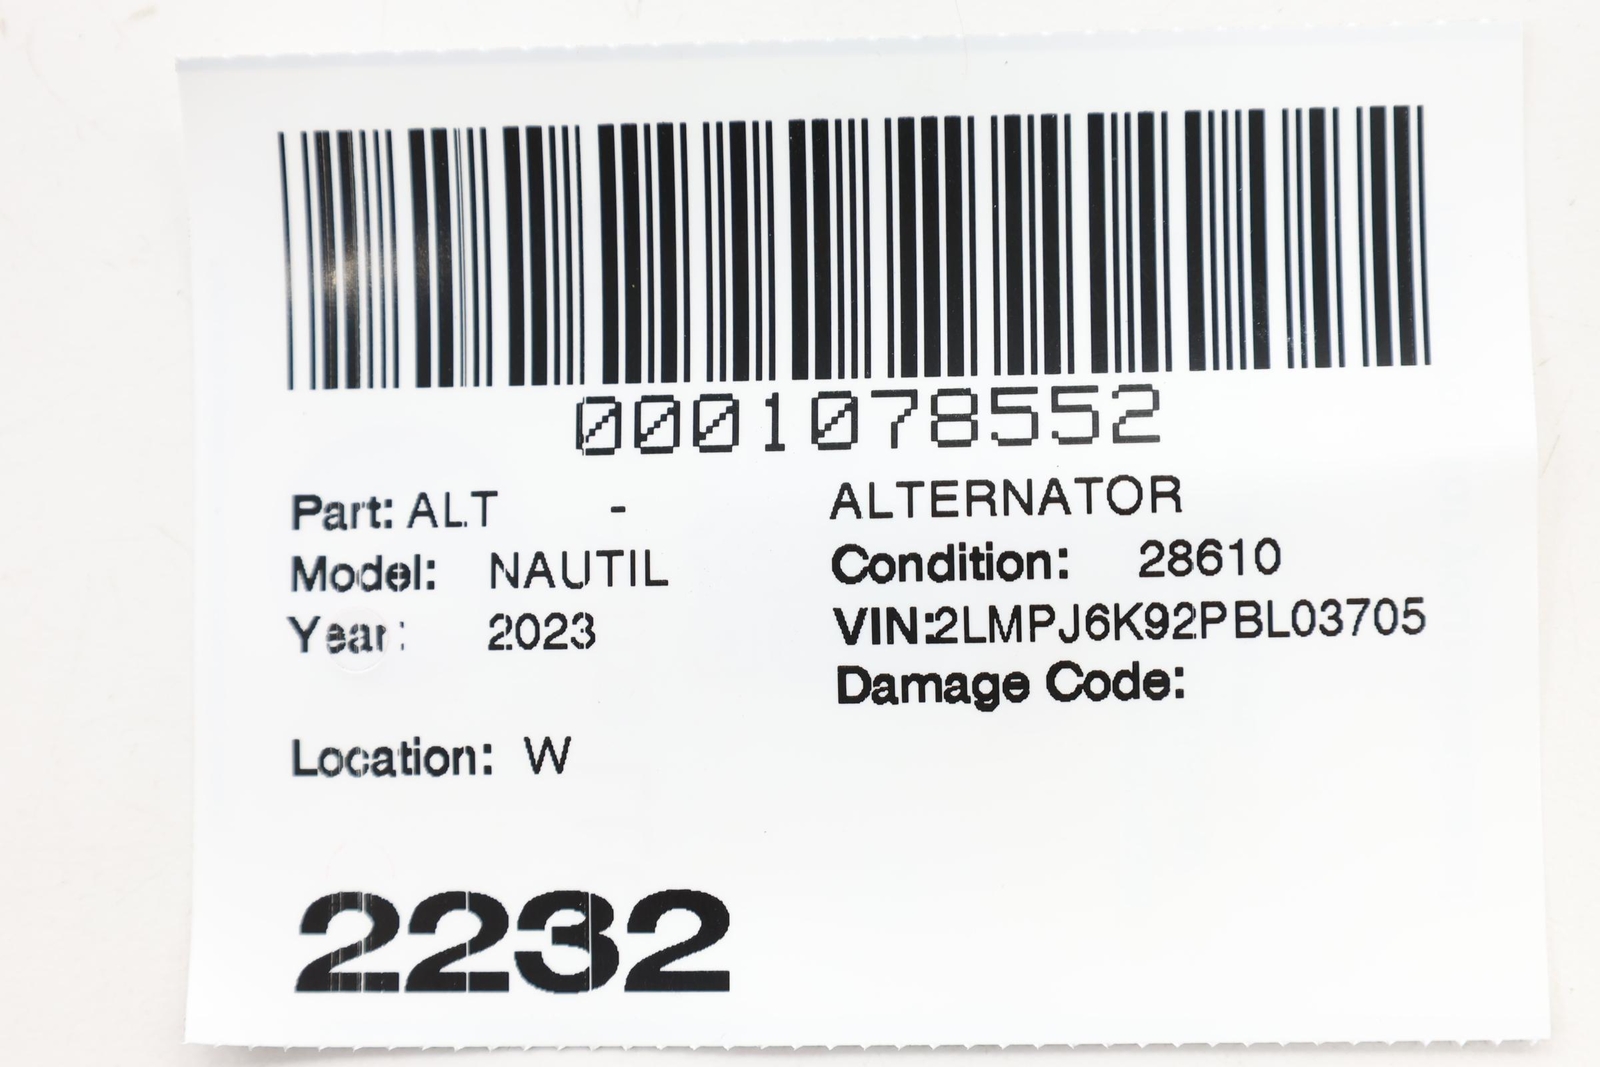 0001078552
Part: ALT - ALTERNATOR
Model: NAUTIL Condition: 28610
Year: 2023 VIN:2LMPJ6K92PBL03705
Damage Code:
Location: W
2232